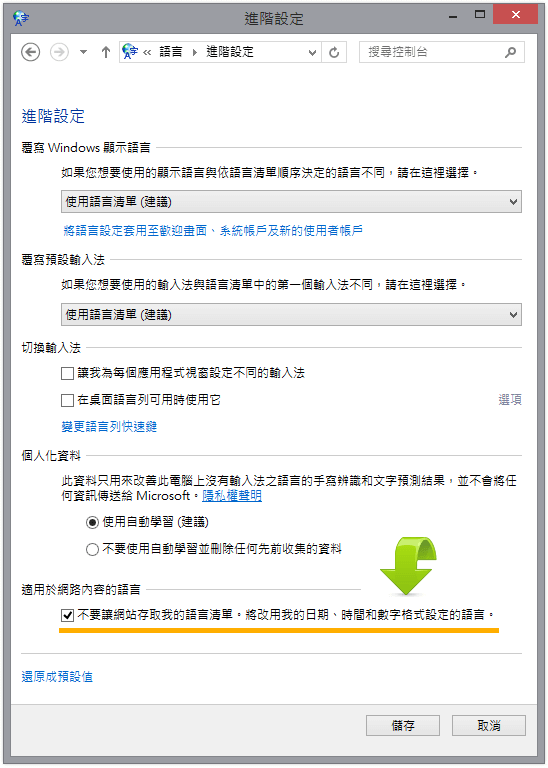 進階設定
« 語言 › 進階設定
搜尋控制台
進階設定
覆寫 Windows 顯示語言
如果您想要使用的顯示語言與依語言清單順序決定的語言不同，請在這裡選擇。
使用語言清單 (建議)
將語言設定套用至歡迎畫面、系統帳戶及新的使用者帳戶
覆寫預設輸入法
如果您想要使用的輸入法與語言清單中的第一個輸入法不同，請在這裡選擇。
使用語言清單 (建議)
切換輸入法
讓我為每個應用程式視窗設定不同的輸入法
在桌面語言列可用時使用它 選項
變更語言列快速鍵
個人化資料
此資料只用來改善此電腦上沒有輸入法之語言的手寫辨識和文字預測結果，並不會將任
何資訊傳送給 Microsoft。隱私權聲明
使用自動學習 (建議)
不要使用自動學習並刪除任何先前收集的資料
適用於網路內容的語言
不要讓網站存取我的語言清單。將改用我的日期、時間和數字格式設定的語言。
還原成預設值
儲存 取消